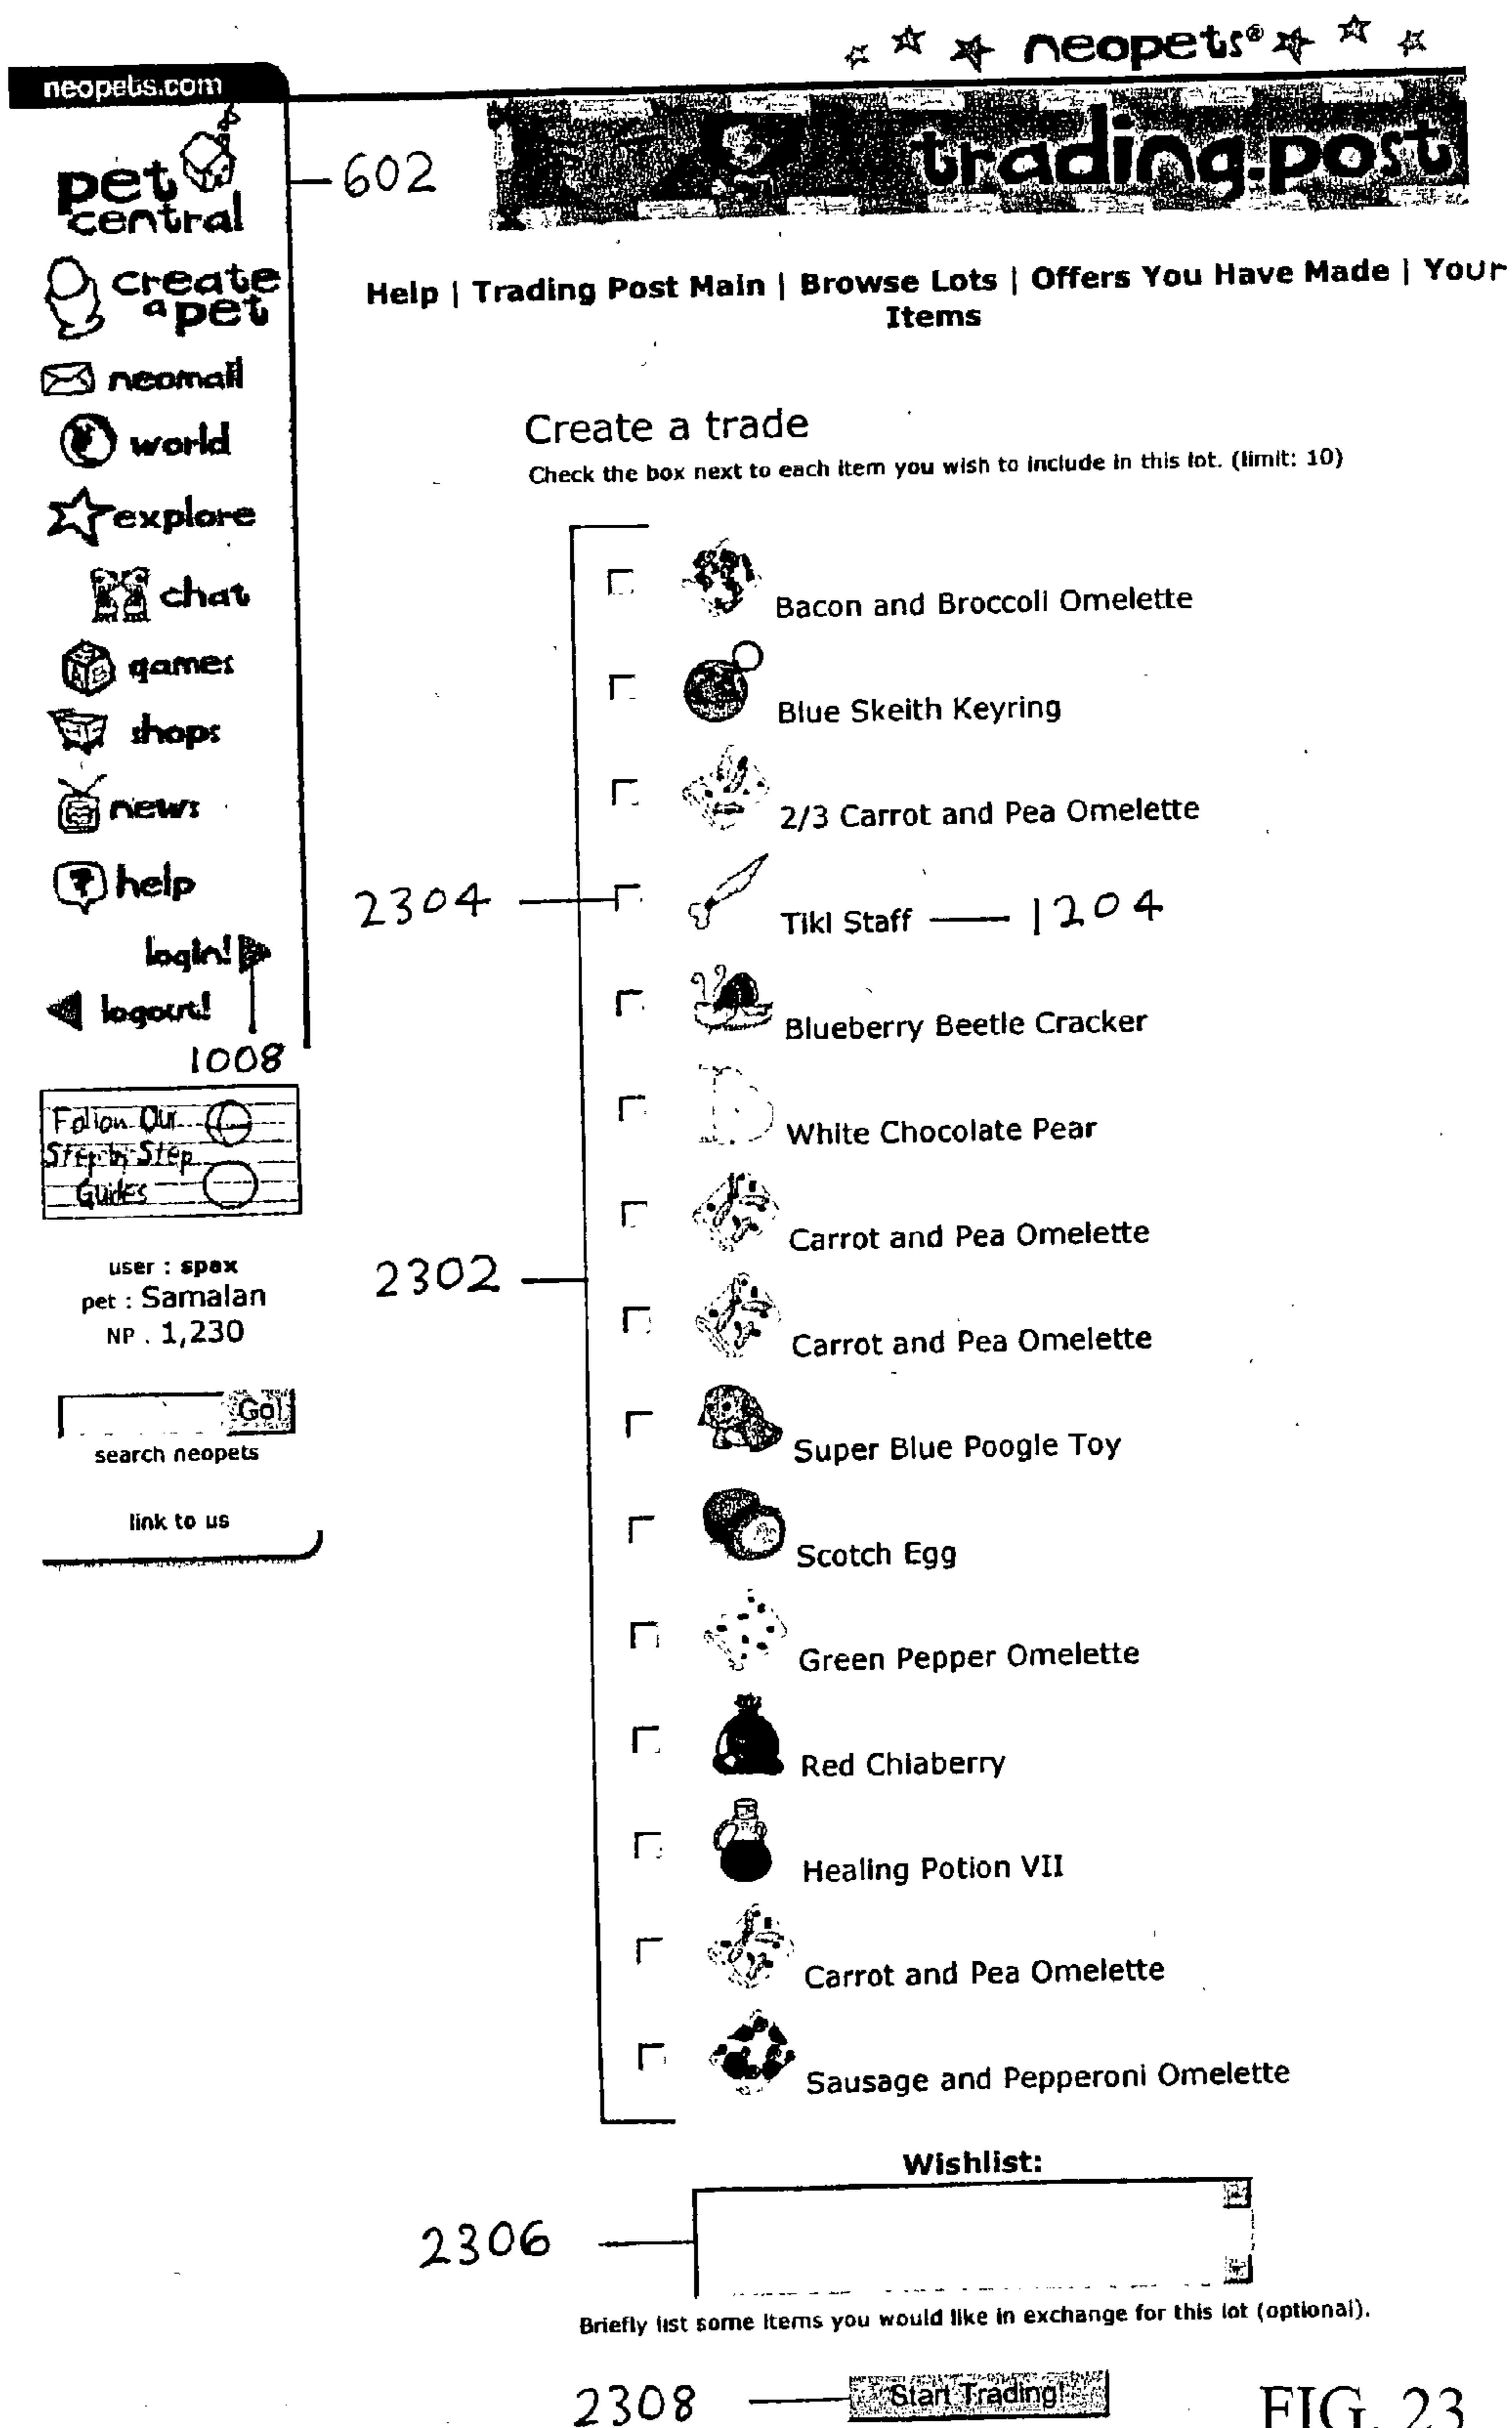 neopets®
neopets.com
trading.post
pet
central
602
create
a pet
neomail
world
explore
chat
games
shops
news
help
login!
logout!
1008
Follow Our
Step by Step
Guides
user : spax
pet : Samalan
NP . 1,230
Go!
search neopets
link to us
Help | Trading Post Main | Browse Lots | Offers You Have Made | Your
Items
Create a trade
Check the box next to each item you wish to include in this lot. (limit: 10)
Bacon and Broccoli Omelette
Blue Skeith Keyring
2/3 Carrot and Pea Omelette
2304
Tiki Staff
1204
Blueberry Beetle Cracker
White Chocolate Pear
Carrot and Pea Omelette
2302
Carrot and Pea Omelette
Super Blue Poogle Toy
Scotch Egg
Green Pepper Omelette
Red Chiaberry
Healing Potion VII
Carrot and Pea Omelette
Sausage and Pepperoni Omelette
Wishlist:
2306
Briefly list some items you would like in exchange for this lot (optional).
2308
Start Trading!
FIG. 23